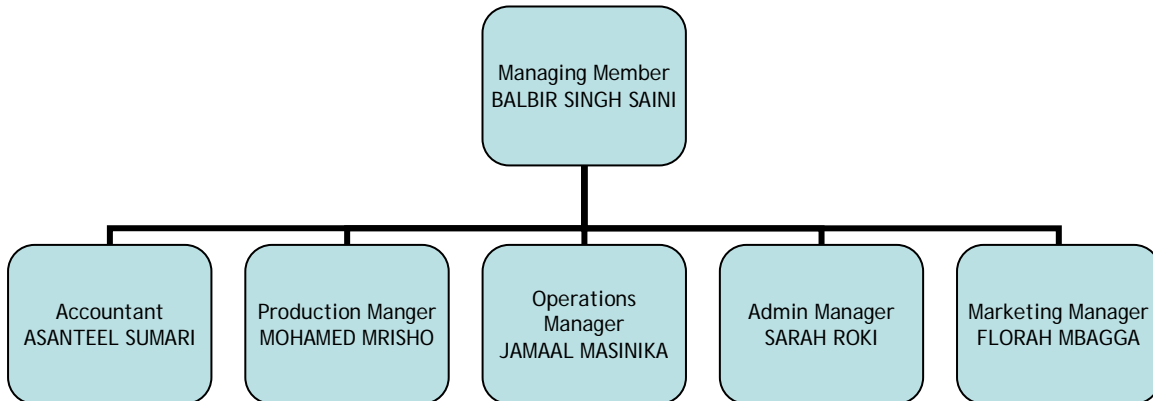 Managing Member
BALBIR SINGH SAINI
Accountant
ASANTEEL SUMARI
Production Manger
MOHAMED MRISHO
Operations
Manager
JAMAAL MASINIKA
Admin Manager
SARAH ROKI
Marketing Manager
FLORAH MBAGGA